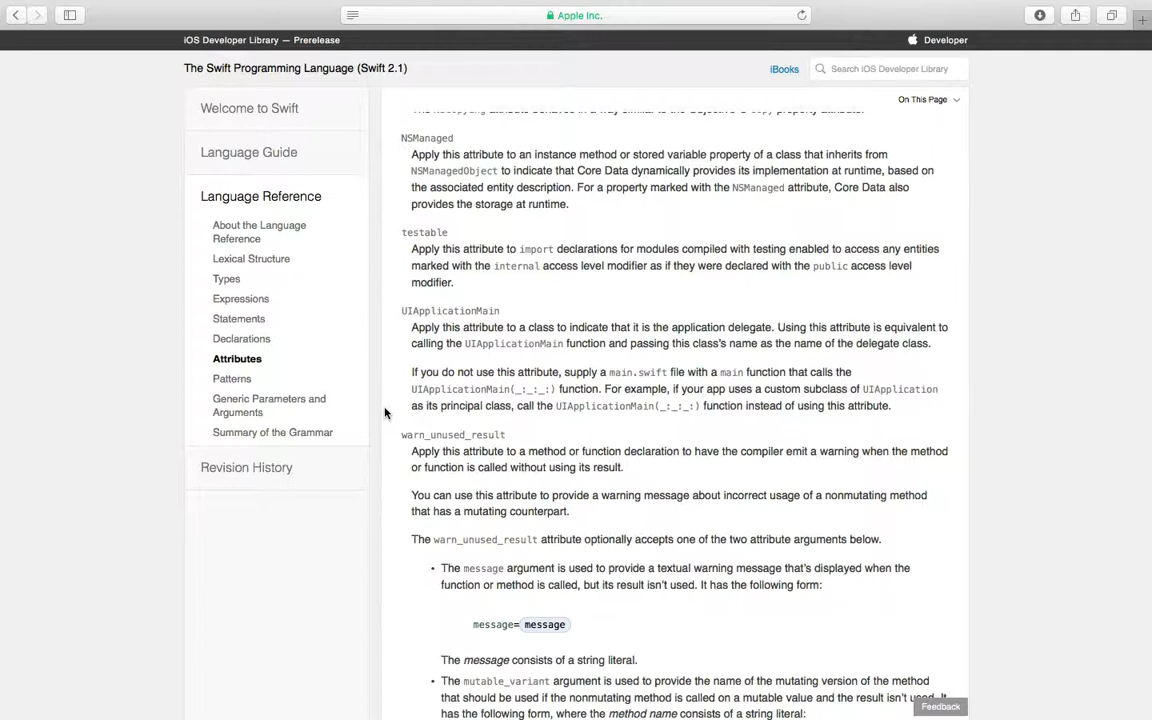 Apple Inc.
iOS Developer Library — Prerelease
Developer
The Swift Programming Language (Swift 2.1)
iBooks
Search iOS Developer Library
On This Page
Welcome to Swift
Language Guide
Language Reference
About the Language
Reference
Lexical Structure
Types
Expressions
Statements
Declarations
Attributes
Patterns
Generic Parameters and
Arguments
Summary of the Grammar
Revision History
NSManaged
Apply this attribute to an instance method or stored variable property of a class that inherits from
NSManagedObject to indicate that Core Data dynamically provides its implementation at runtime, based on
the associated entity description. For a property marked with the NSManaged attribute, Core Data also
provides the storage at runtime.
testable
Apply this attribute to import declarations for modules compiled with testing enabled to access any entities
marked with the internal access level modifier as if they were declared with the public access level
modifier.
UIApplicationMain
Apply this attribute to a class to indicate that it is the application delegate. Using this attribute is equivalent to
calling the UIApplicationMain function and passing this class's name as the name of the delegate class.
If you do not use this attribute, supply a main.swift file with a main function that calls the
UIApplicationMain(_:_:_:) function. For example, if your app uses a custom subclass of UIApplication
as its principal class, call the UIApplicationMain(_:_:_:) function instead of using this attribute.
warn_unused_result
Apply this attribute to a method or function declaration to have the compiler emit a warning when the method
or function is called without using its result.
You can use this attribute to provide a warning message about incorrect usage of a nonmutating method
that has a mutating counterpart.
The warn_unused_result attribute optionally accepts one of the two attribute arguments below.
• The message argument is used to provide a textual warning message that's displayed when the
function or method is called, but its result isn't used. It has the following form:
message=message
The message consists of a string literal.
• The mutable_variant argument is used to provide the name of the mutating version of the method
that should be used if the nonmutating method is called on a mutable value and the result isn't used. It
has the following form, where the method name consists of a string literal:
Feedback